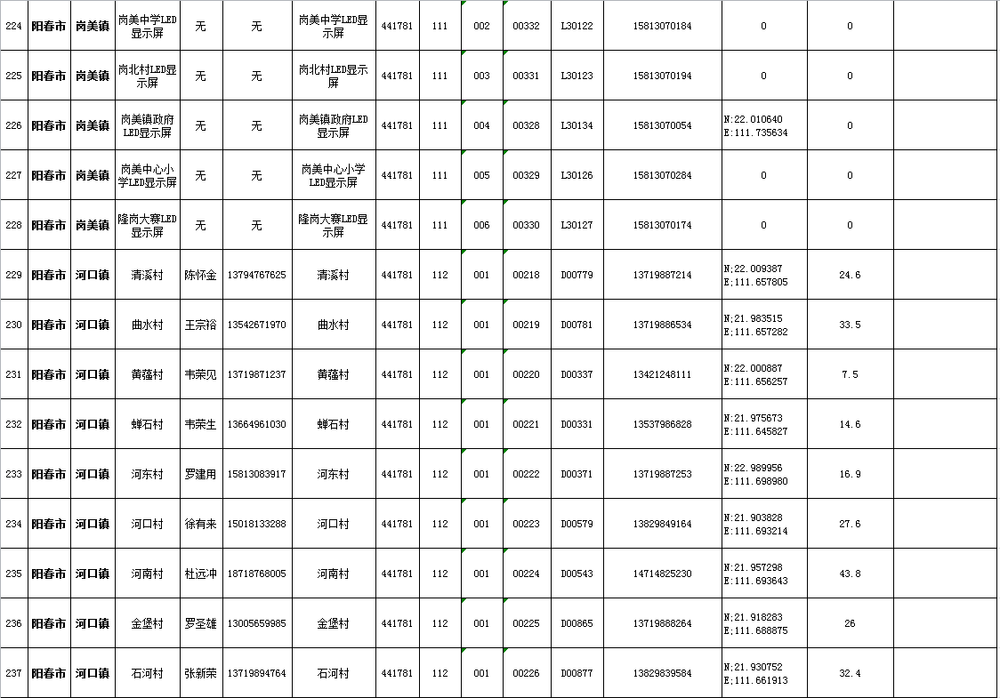 224 阳春市 岗美镇 岗美中学LED显示屏 无 无 岗美中学LED显示屏 441781 111 002 00332 L30122 15813070184 0 0
225 阳春市 岗美镇 岗北村LED显示屏 无 无 岗北村LED显示屏 441781 111 003 00331 L30123 15813070194 0 0
226 阳春市 岗美镇 岗美镇政府LED显示屏 无 无 岗美镇政府LED显示屏 441781 111 004 00328 L30134 15813070054 N:22.010640 E:111.735634 0
227 阳春市 岗美镇 岗美中心小学LED显示屏 无 无 岗美中心小学LED显示屏 441781 111 005 00329 L30126 15813070284 0 0
228 阳春市 岗美镇 隆岗大赛LED显示屏 无 无 隆岗大赛LED显示屏 441781 111 006 00330 L30127 15813070174 0 0
229 阳春市 河口镇 清溪村 陈怀金 13794767625 清溪村 441781 112 001 00218 D00779 13719887214 N;22.009387 E;111.657805 24.6
230 阳春市 河口镇 曲水村 王宗裕 13542671970 曲水村 441781 112 001 00219 D00781 13719886534 N;21.983515 E;111.657282 33.5
231 阳春市 河口镇 黄蕴村 韦荣见 13719871237 黄蕴村 441781 112 001 00220 D00337 13421248111 N:22.000887 E:111.656257 7.5
232 阳春市 河口镇 蝉石村 韦荣生 13664961030 蝉石村 441781 112 001 00221 D00331 13537986828 N:21.975673 E:111.645827 14.6
233 阳春市 河口镇 河东村 罗建用 15813083917 河东村 441781 112 001 00222 D00371 13719887253 N:22.989956 E:111.698980 16.9
234 阳春市 河口镇 河口村 徐有来 15018133288 河口村 441781 112 001 00223 D00579 13829849164 N:21.903828 E:111.693214 27.6
235 阳春市 河口镇 河南村 杜远冲 18718768005 河南村 441781 112 001 00224 D00543 14714825230 N:21.957298 E:111.693643 43.8
236 阳春市 河口镇 金堡村 罗圣雄 13005659985 金堡村 441781 112 001 00225 D00865 13719888264 N;21.918283 E;111.688875 26
237 阳春市 河口镇 石河村 张新荣 13719894764 石河村 441781 112 001 00226 D00877 13829839584 N;21.930752 E;111.661913 32.4